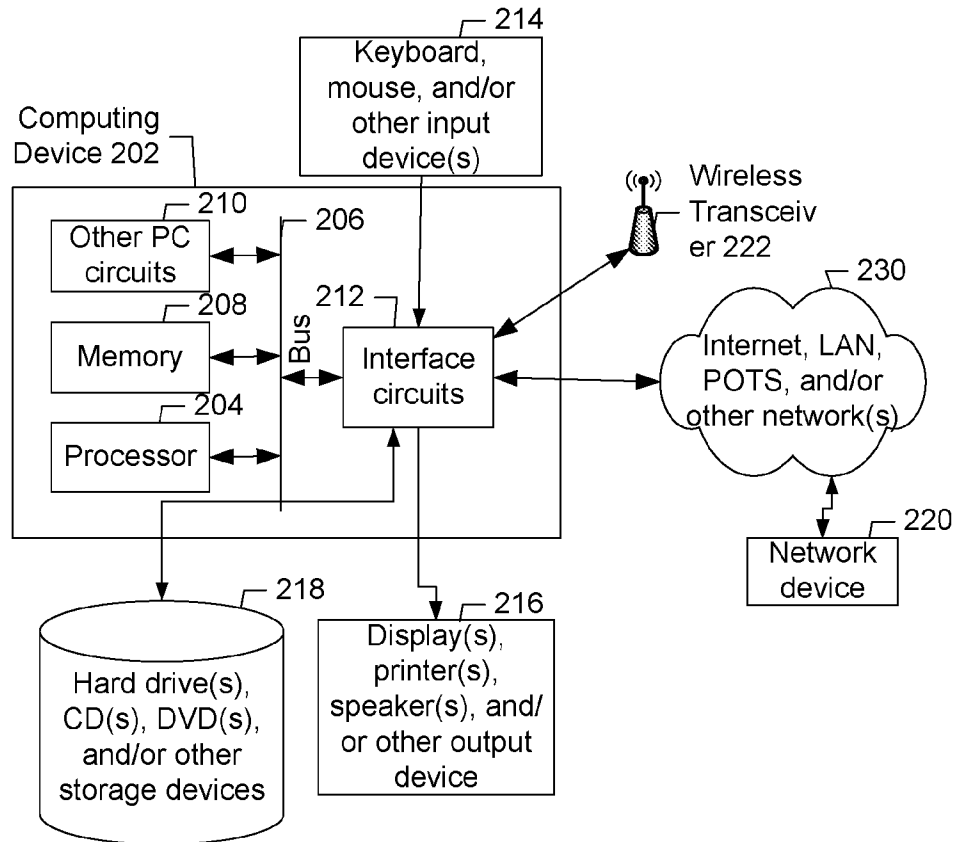 214
Keyboard,
mouse, and/or
other input
device(s)
Computing
Device 202
Wireless
Transceiv
er 222
210
Other PC
circuits
206
208
Memory
204
Processor
Bus
212
Interface
circuits
230
Internet, LAN,
POTS, and/or
other network(s)
220
Network
device
218
Hard drive(s),
CD(s), DVD(s),
and/or other
storage devices
216
Display(s),
printer(s),
speaker(s), and/
or other output
device